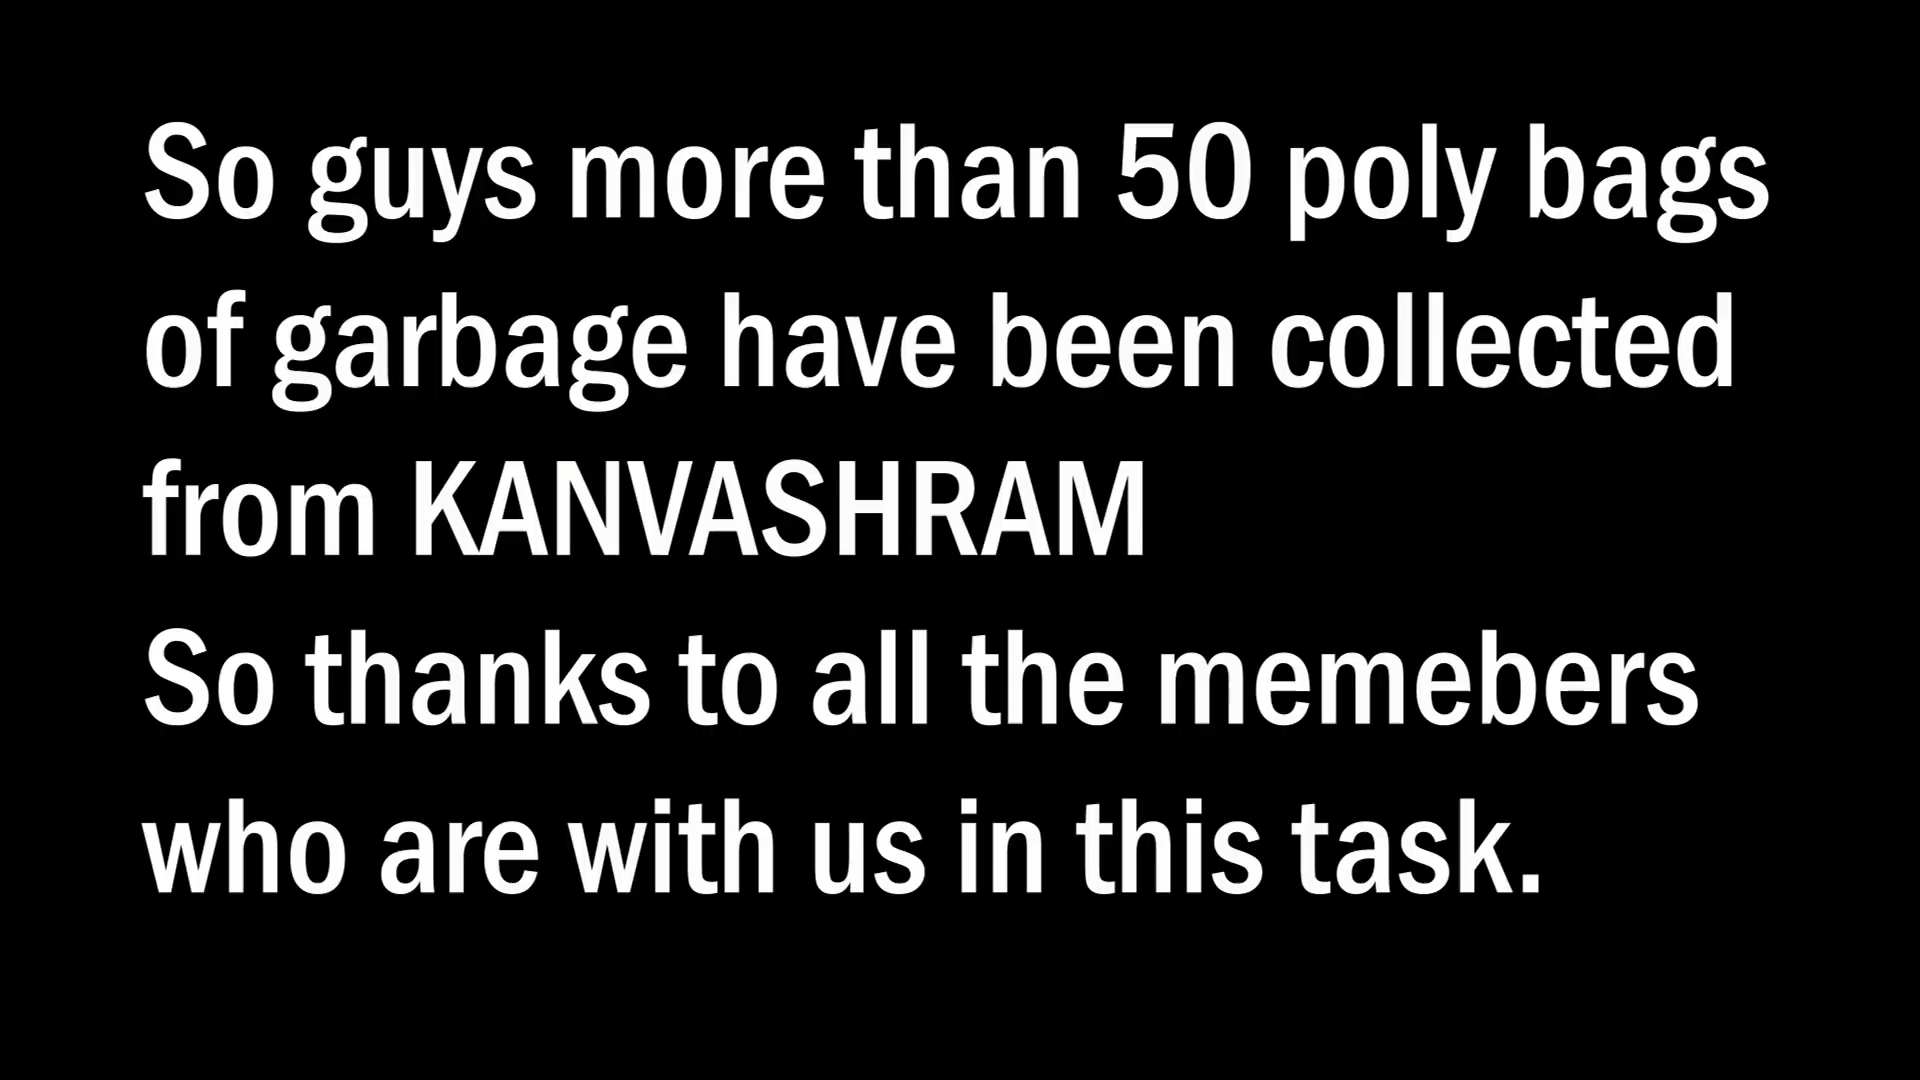 So guys more than 50 poly bags
of garbage have been collected
from KANVASHRAM
So thanks to all the memebers
who are with us in this task.